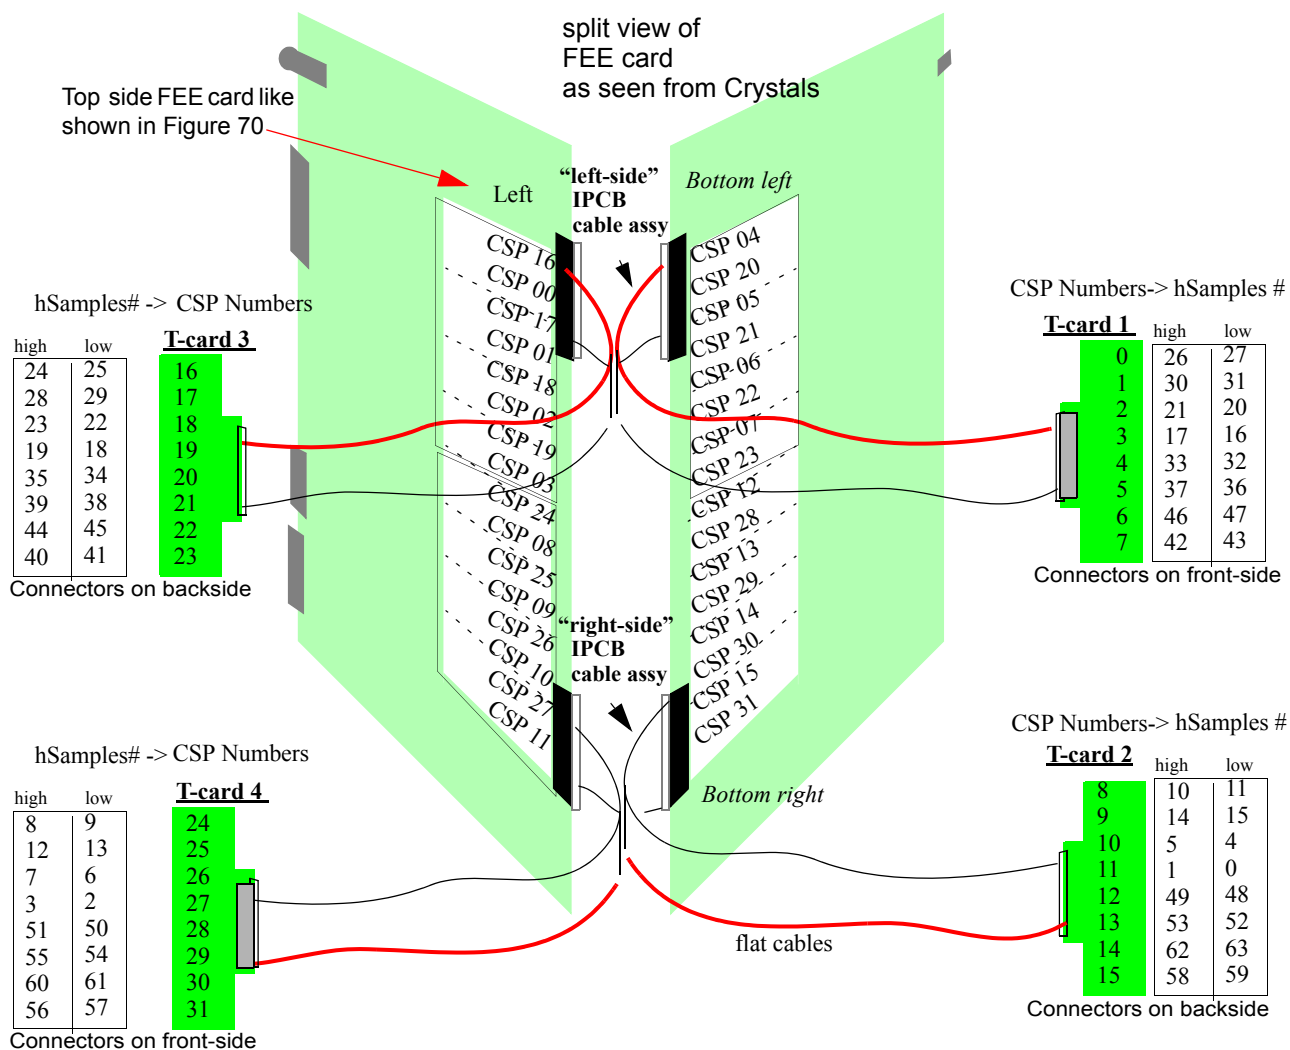 split view of
FEE card
as seen from Crystals
Top side FEE card like
shown in Figure 70
Left
“left-side”
IPCB
cable assy
Bottom left
CSP 16
CSP 00
CSP 17
CSP 01
CSP 18
CSP 02
CSP 19
CSP 03
CSP 24
CSP 08
CSP 25
CSP 09
CSP 26
CSP 10
CSP 27
CSP 11
CSP 04
CSP 20
CSP 05
CSP 21
CSP 06
CSP 22
CSP 07
CSP 23
CSP 12
CSP 28
CSP 13
CSP 29
CSP 14
CSP 30
CSP 15
CSP 31
hSamples# -> CSP Numbers
high low T-card 3
24 25 16
28 29 17
23 22 18
19 18 19
35 34 20
39 38 21
44 45 22
40 41 23
Connectors on backside
CSP Numbers-> hSamples #
T-card 1 high low
0 26 27
1 30 31
2 21 20
3 17 16
4 33 32
5 37 36
6 46 47
7 42 43
Connectors on front-side
“right-side”
IPCB
cable assy
Bottom right
hSamples# -> CSP Numbers
high low T-card 4
8 9 24
12 13 25
7 6 26
3 2 27
51 50 28
55 54 29
60 61 30
56 57 31
Connectors on front-side
CSP Numbers-> hSamples #
T-card 2 high low
8 10 11
9 14 15
10 5 4
11 1 0
12 49 48
13 53 52
14 62 63
15 58 59
Connectors on backside
flat cables